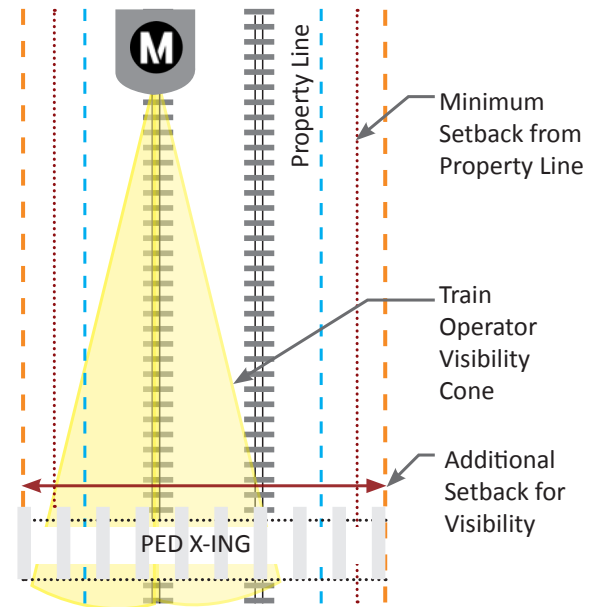 M
Property Line
Minimum
Setback from
Property Line
Train
Operator
Visibility
Cone
Additional
Setback for
Visibility
PED X-ING